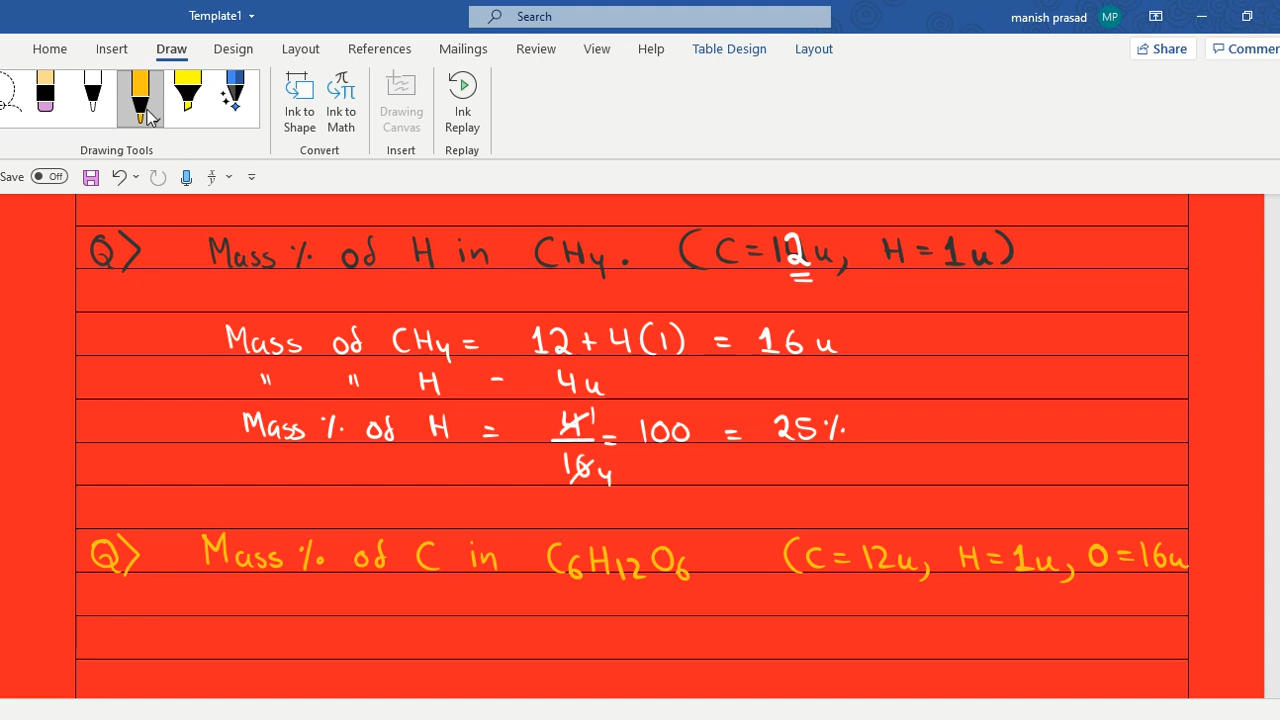 Template1
Search
manish prasad MP
Home Insert Draw Design Layout References Mailings Review View Help Table Design Layout Share
Ink to Shape
Ink to Math
Drawing Canvas
Ink Replay
Drawing Tools Convert Insert Replay
Save Off
Q> Mass % of H in CH4. (C=12u, H=1u)
Mass of CH4 = 12+4(1) = 16u
" " H - 4u
Mass % of H = 4 1 = 100 = 25%
16 4
Q> Mass % of C in C6H12O6 (C=12u, H=1u, O=16u